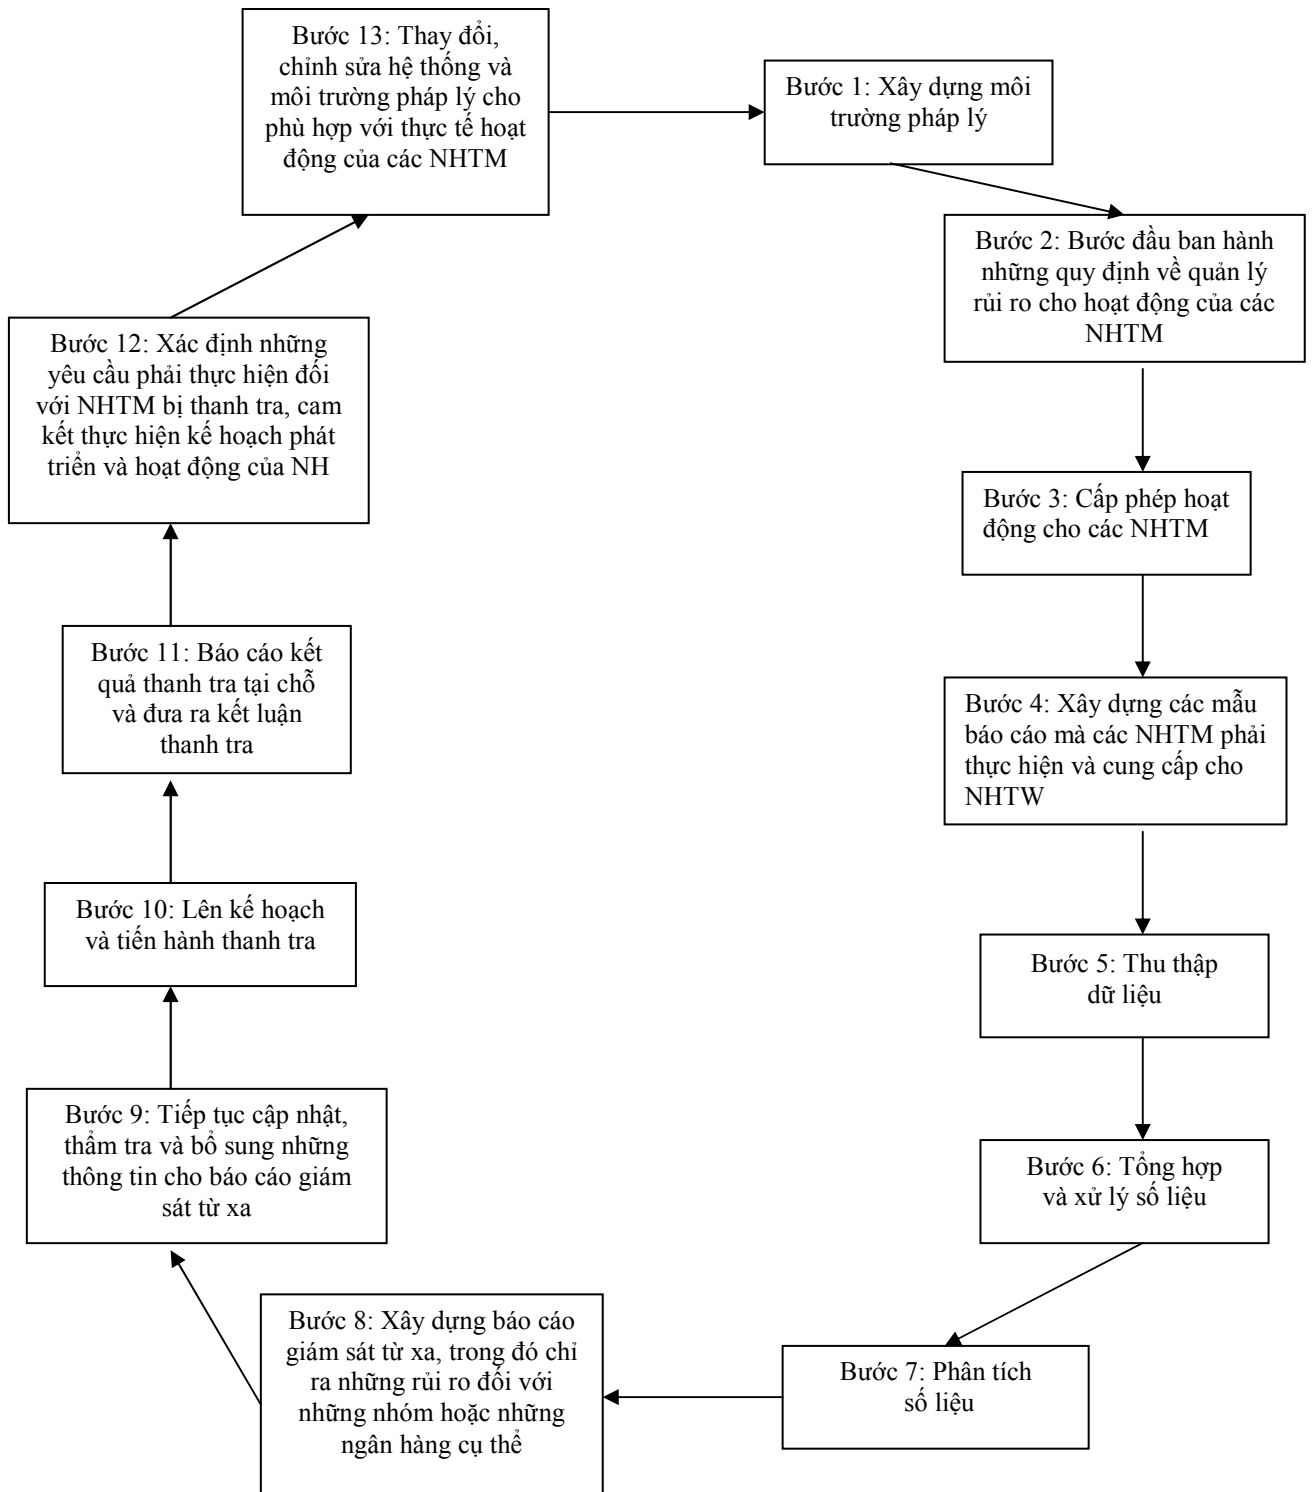 Bước 13: Thay đổi,
chỉnh sửa hệ thống và
môi trường pháp lý cho
phù hợp với thực tế hoạt
động của các NHTM
Bước 1: Xây dựng môi
trường pháp lý
Bước 2: Bước đầu ban hành
những quy định về quản lý
rủi ro cho hoạt động của các
NHTM
Bước 3: Cấp phép hoạt
động cho các NHTM
Bước 4: Xây dựng các mẫu
báo cáo mà các NHTM phải
thực hiện và cung cấp cho
NHTW
Bước 5: Thu thập
dữ liệu
Bước 6: Tổng hợp
và xử lý số liệu
Bước 7: Phân tích
số liệu
Bước 8: Xây dựng báo cáo
giám sát từ xa, trong đó chỉ
ra những rủi ro đối với
những nhóm hoặc những
ngân hàng cụ thể
Bước 9: Tiếp tục cập nhật,
thẩm tra và bổ sung những
thông tin cho báo cáo giám
sát từ xa
Bước 10: Lên kế hoạch
và tiến hành thanh tra
Bước 11: Báo cáo kết
quả thanh tra tại chỗ
và đưa ra kết luận
thanh tra
Bước 12: Xác định những
yêu cầu phải thực hiện đối
với NHTM bị thanh tra, cam
kết thực hiện kế hoạch phát
triển và hoạt động của NH